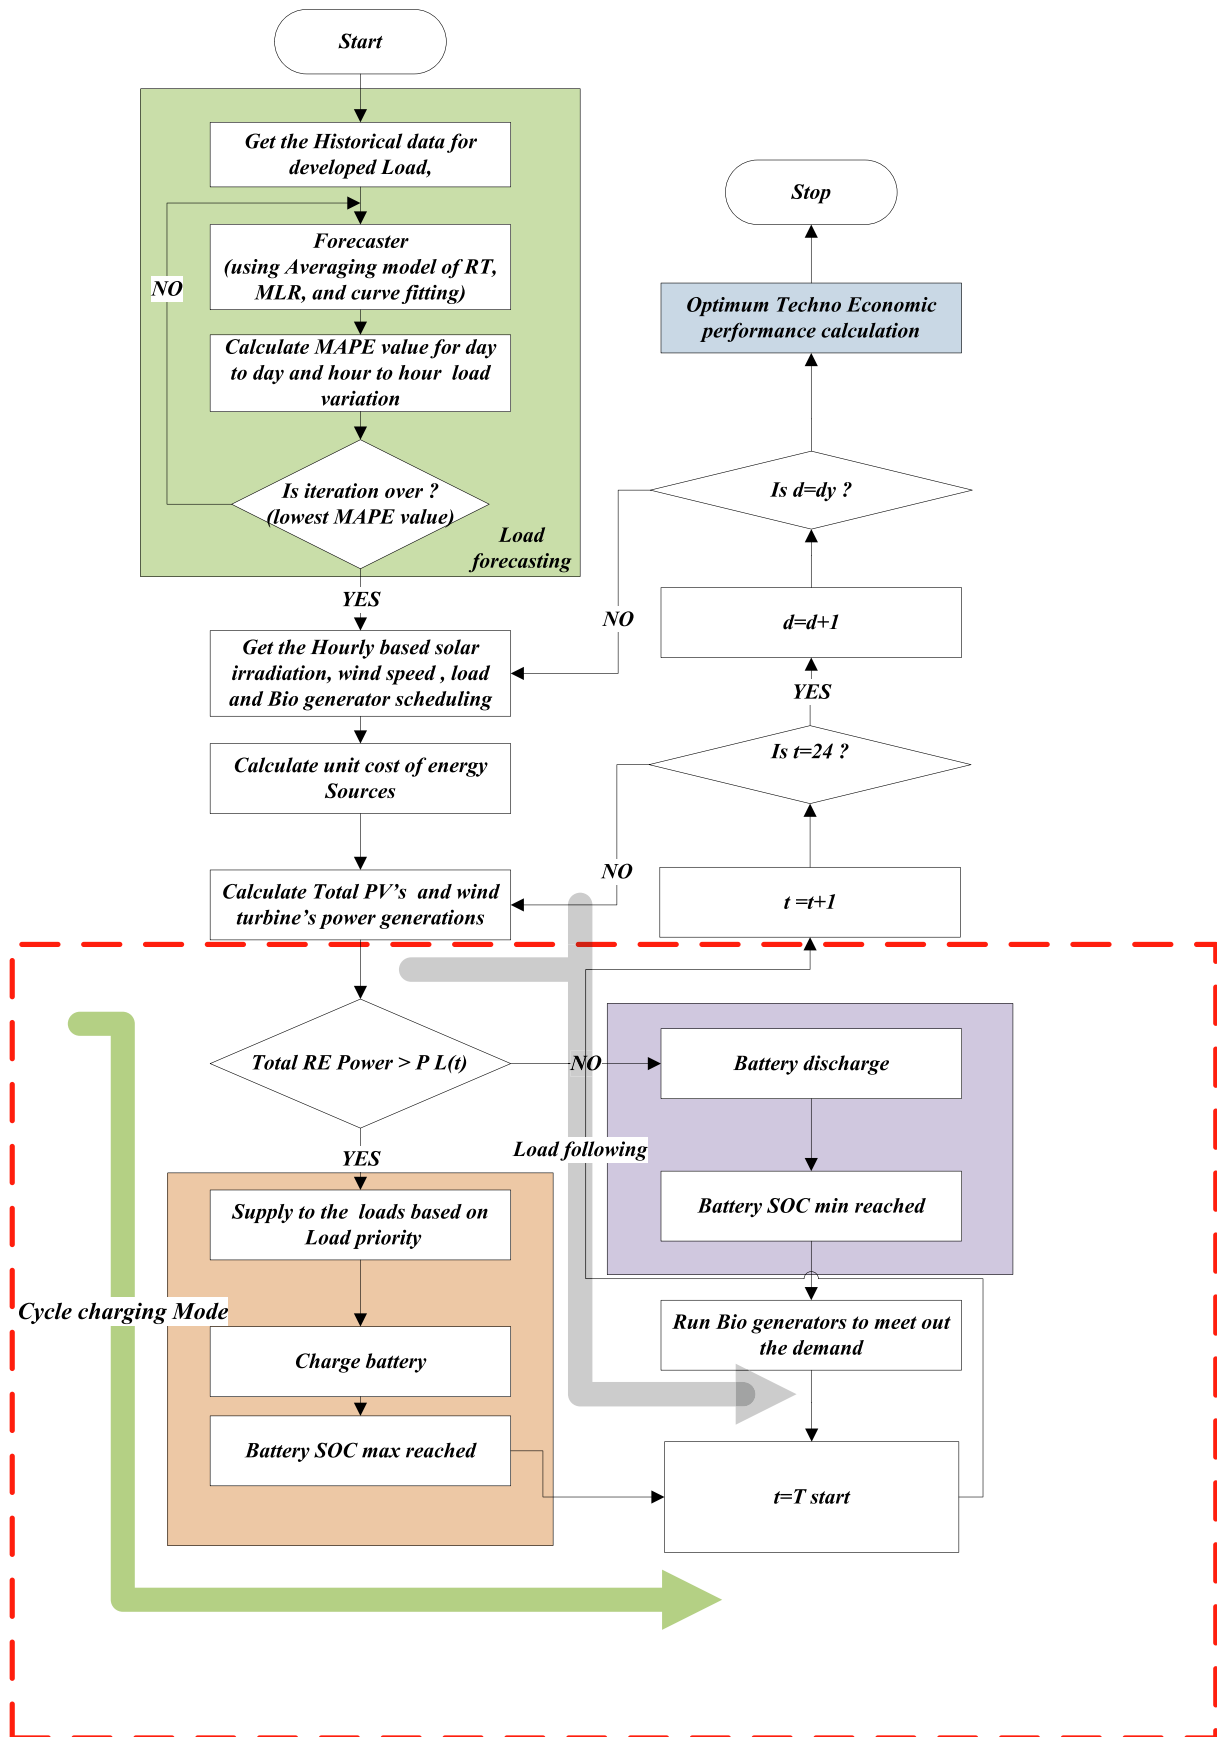 Start
Get the Historical data for
developed Load,
Forecaster
(using Averaging model of RT,
MLR, and curve fitting)
NO
Calculate MAPE value for day
to day and hour to hour load
variation
Is iteration over ?
(lowest MAPE value)
Load
forecasting
YES
Get the Hourly based solar
irradiation, wind speed , load
and Bio generator scheduling
Calculate unit cost of energy
Sources
Calculate Total PV's and wind
turbine's power generations
Stop
Optimum Techno Economic
performance calculation
Is d=dy ?
NO
d=d+1
YES
Is t=24 ?
NO
t =t+1
Total RE Power > P L(t)
NO
Battery discharge
Load following
YES
Supply to the loads based on
Load priority
Battery SOC min reached
Cycle charging Mode
Charge battery
Run Bio generators to meet out
the demand
Battery SOC max reached
t=T start